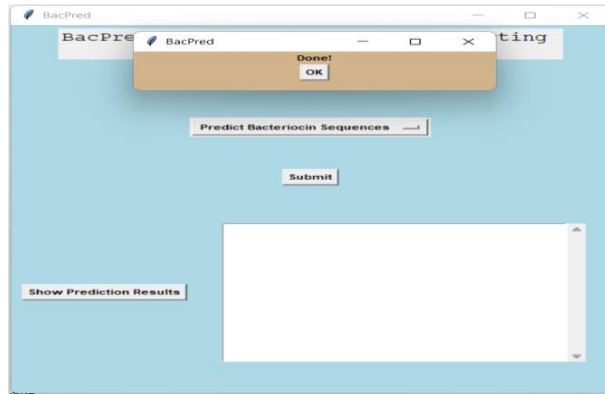 BacPred
BacPre ting
BacPred
Done!
OK
Predict Bacteriocin Sequences
Submit
Show Prediction Results